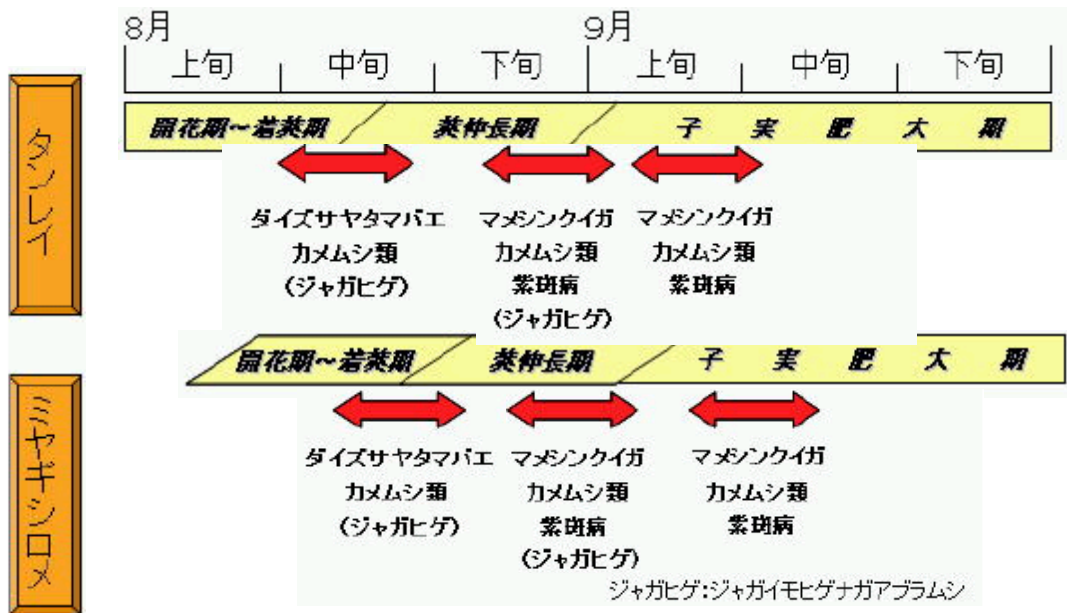 8月 9月
上旬 中旬 下旬 上旬 中旬 下旬
タンレイ
開花期～若莢期 莢伸長期 子実肥大期
ダイズサヤタマバエ
カメムシ類
(ジャガヒゲ)
マメシンクイガ
カメムシ類
紫斑病
(ジャガヒゲ)
マメシンクイガ
カメムシ類
紫斑病
ミヤギシロメ
開花期～若莢期 莢伸長期 子実肥大期
ダイズサヤタマバエ
カメムシ類
(ジャガヒゲ)
マメシンクイガ
カメムシ類
紫斑病
(ジャガヒゲ)
マメシンクイガ
カメムシ類
紫斑病
ジャガヒゲ:ジャガイモヒゲナガアブラムシ